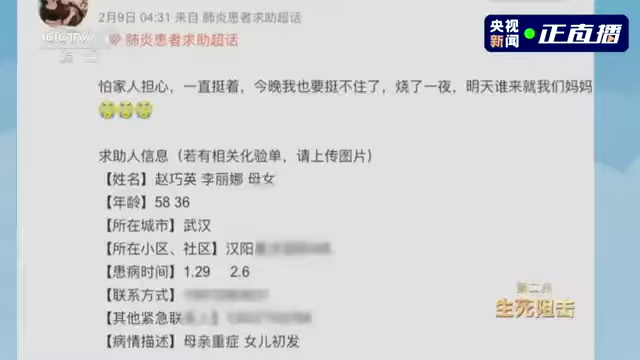 2月9日 04:31 来自 肺炎患者求助超话
央视新闻 正直播
CCTV
肺炎患者求助超话
怕家人担心，一直挺着，今晚我也要挺不住了，烧了一夜，明天谁来就我们妈妈
求助人信息（若有相关化验单，请上传图片）
【姓名】赵巧英 李丽娜 母女
【年龄】58 36
【所在城市】武汉
【所在小区、社区】汉阳
【患病时间】1.29 2.6
【联系方式】
【其他紧急联
【病情描述】母亲重症 女儿初发
第二兵
生死阻击